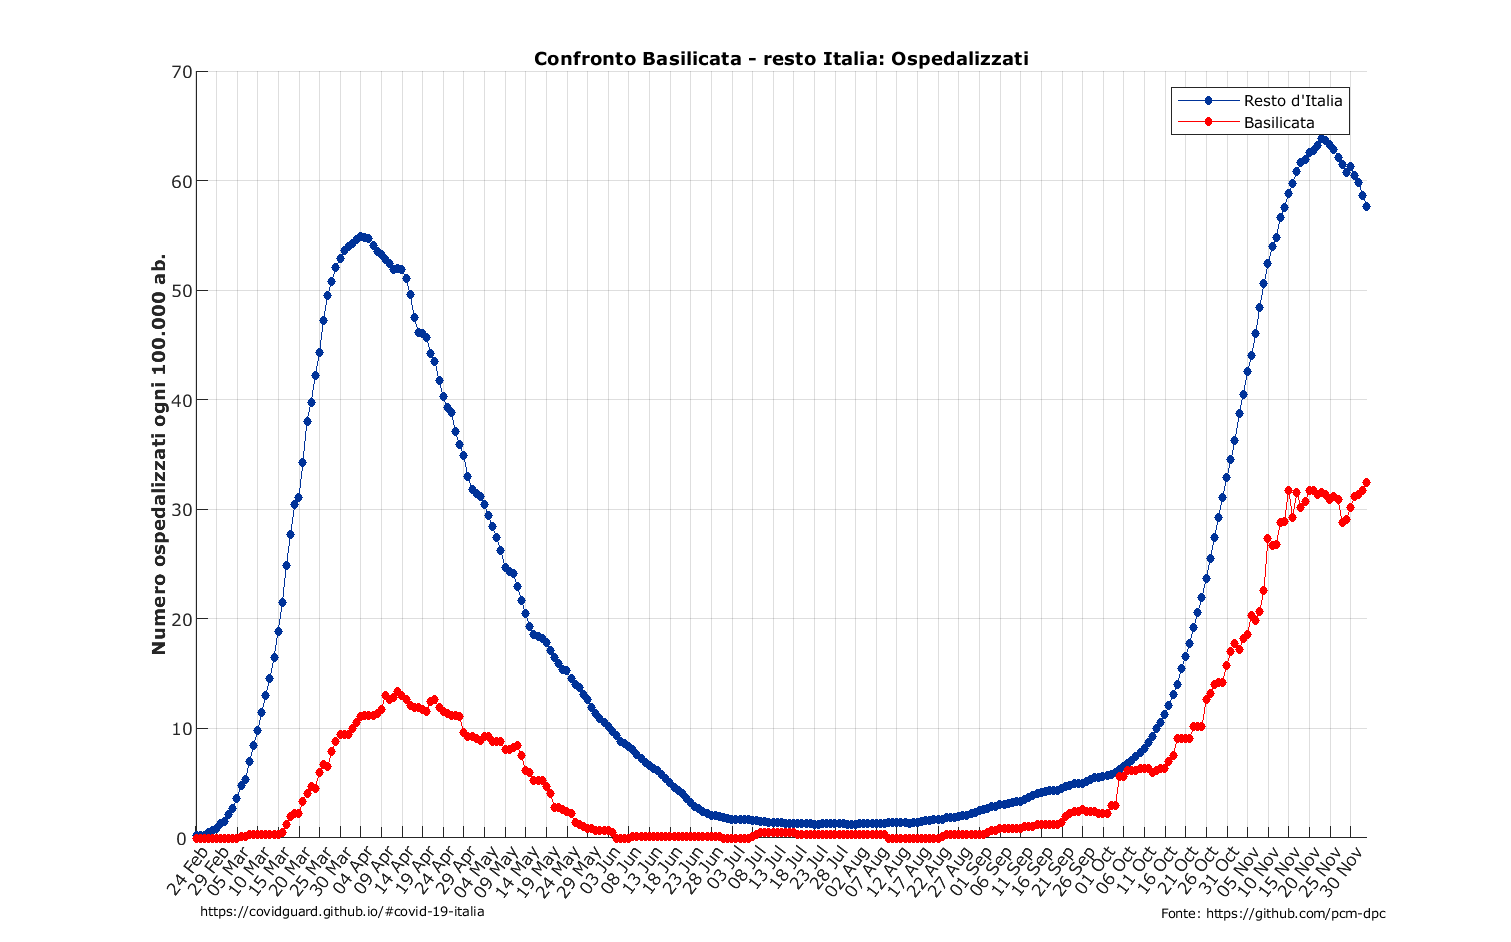 Confronto Basilicata - resto Italia: Ospedalizzati
Resto d'Italia
Basilicata
Numero ospedalizzati ogni 100.000 ab.
70
60
50
40
30
20
10
0
24 Feb
29 Feb
05 Mar
10 Mar
15 Mar
20 Mar
25 Mar
30 Mar
04 Apr
09 Apr
14 Apr
19 Apr
24 Apr
29 Apr
04 May
09 May
14 May
19 May
24 May
29 May
03 Jun
08 Jun
13 Jun
18 Jun
23 Jun
28 Jun
03 Jul
08 Jul
13 Jul
18 Jul
23 Jul
28 Jul
02 Aug
07 Aug
12 Aug
17 Aug
22 Aug
27 Aug
01 Sep
06 Sep
11 Sep
16 Sep
21 Sep
26 Sep
01 Oct
06 Oct
11 Oct
16 Oct
21 Oct
26 Oct
31 Oct
05 Nov
10 Nov
15 Nov
20 Nov
25 Nov
30 Nov
https://covidguard.github.io/#covid-19-italia
Fonte: https://github.com/pcm-dpc